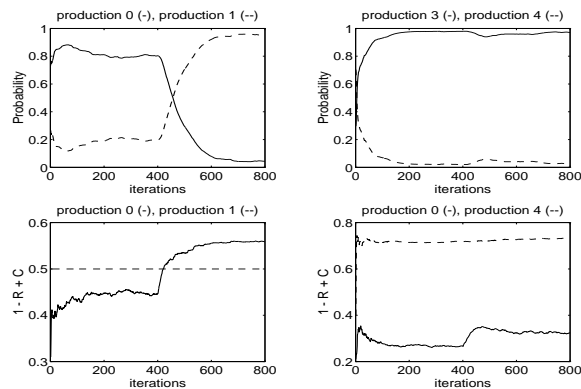 production 0 (-), production 1 (--)
Probability
1
0.8
0.6
0.4
0.2
0
0 200 400 600 800
iterations
production 3 (-), production 4 (--)
Probability
1
0.8
0.6
0.4
0.2
0
0 200 400 600 800
iterations
production 0 (-), production 1 (--)
1 - R + C
0.6
0.5
0.4
0.3
0 200 400 600 800
iterations
production 0 (-), production 4 (--)
1 - R + C
0.8
0.6
0.4
0.2
0 200 400 600 800
iterations